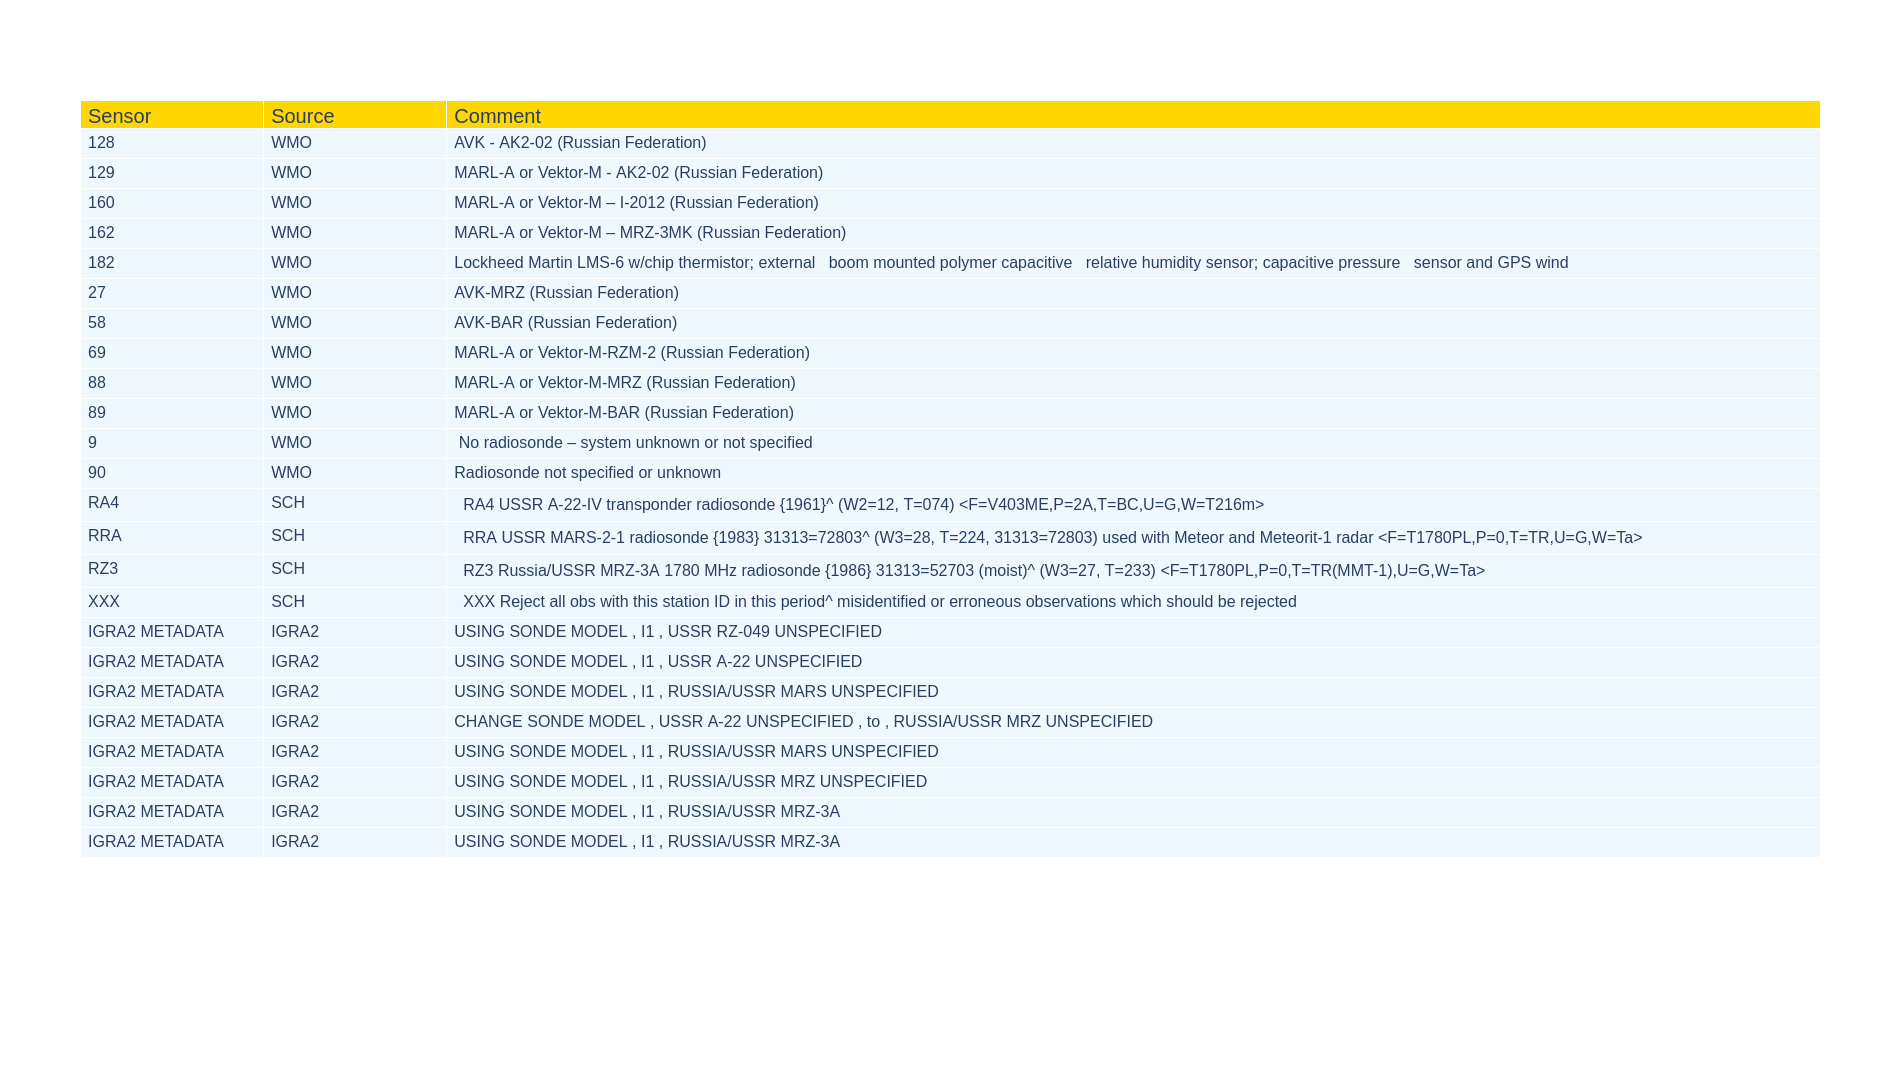 Sensor Source Comment
128 WMO AVK - AK2-02 (Russian Federation)
129 WMO MARL-A or Vektor-M - AK2-02 (Russian Federation)
160 WMO MARL-A or Vektor-M – I-2012 (Russian Federation)
162 WMO MARL-A or Vektor-M – MRZ-3MK (Russian Federation)
182 WMO Lockheed Martin LMS-6 w/chip thermistor; external   boom mounted polymer capacitive   relative humidity sensor; capacitive pressure   sensor and GPS wind
27 WMO AVK-MRZ (Russian Federation)
58 WMO AVK-BAR (Russian Federation)
69 WMO MARL-A or Vektor-M-RZM-2 (Russian Federation)
88 WMO MARL-A or Vektor-M-MRZ (Russian Federation)
89 WMO MARL-A or Vektor-M-BAR (Russian Federation)
9 WMO No radiosonde – system unknown or not specified
90 WMO Radiosonde not specified or unknown
RA4 SCH RA4 USSR A-22-IV transponder radiosonde {1961}^ (W2=12, T=074) <F=V403ME,P=2A,T=BC,U=G,W=T216m>
RRA SCH RRA USSR MARS-2-1 radiosonde {1983} 31313=72803^ (W3=28, T=224, 31313=72803) used with Meteor and Meteorit-1 radar <F=T1780PL,P=0,T=TR,U=G,W=Ta>
RZ3 SCH RZ3 Russia/USSR MRZ-3A 1780 MHz radiosonde {1986} 31313=52703 (moist)^ (W3=27, T=233) <F=T1780PL,P=0,T=TR(MMT-1),U=G,W=Ta>
XXX SCH XXX Reject all obs with this station ID in this period^ misidentified or erroneous observations which should be rejected
IGRA2 METADATA IGRA2 USING SONDE MODEL , I1 , USSR RZ-049 UNSPECIFIED
IGRA2 METADATA IGRA2 USING SONDE MODEL , I1 , USSR A-22 UNSPECIFIED
IGRA2 METADATA IGRA2 USING SONDE MODEL , I1 , RUSSIA/USSR MARS UNSPECIFIED
IGRA2 METADATA IGRA2 CHANGE SONDE MODEL , USSR A-22 UNSPECIFIED , to , RUSSIA/USSR MRZ UNSPECIFIED
IGRA2 METADATA IGRA2 USING SONDE MODEL , I1 , RUSSIA/USSR MARS UNSPECIFIED
IGRA2 METADATA IGRA2 USING SONDE MODEL , I1 , RUSSIA/USSR MRZ UNSPECIFIED
IGRA2 METADATA IGRA2 USING SONDE MODEL , I1 , RUSSIA/USSR MRZ-3A
IGRA2 METADATA IGRA2 USING SONDE MODEL , I1 , RUSSIA/USSR MRZ-3A